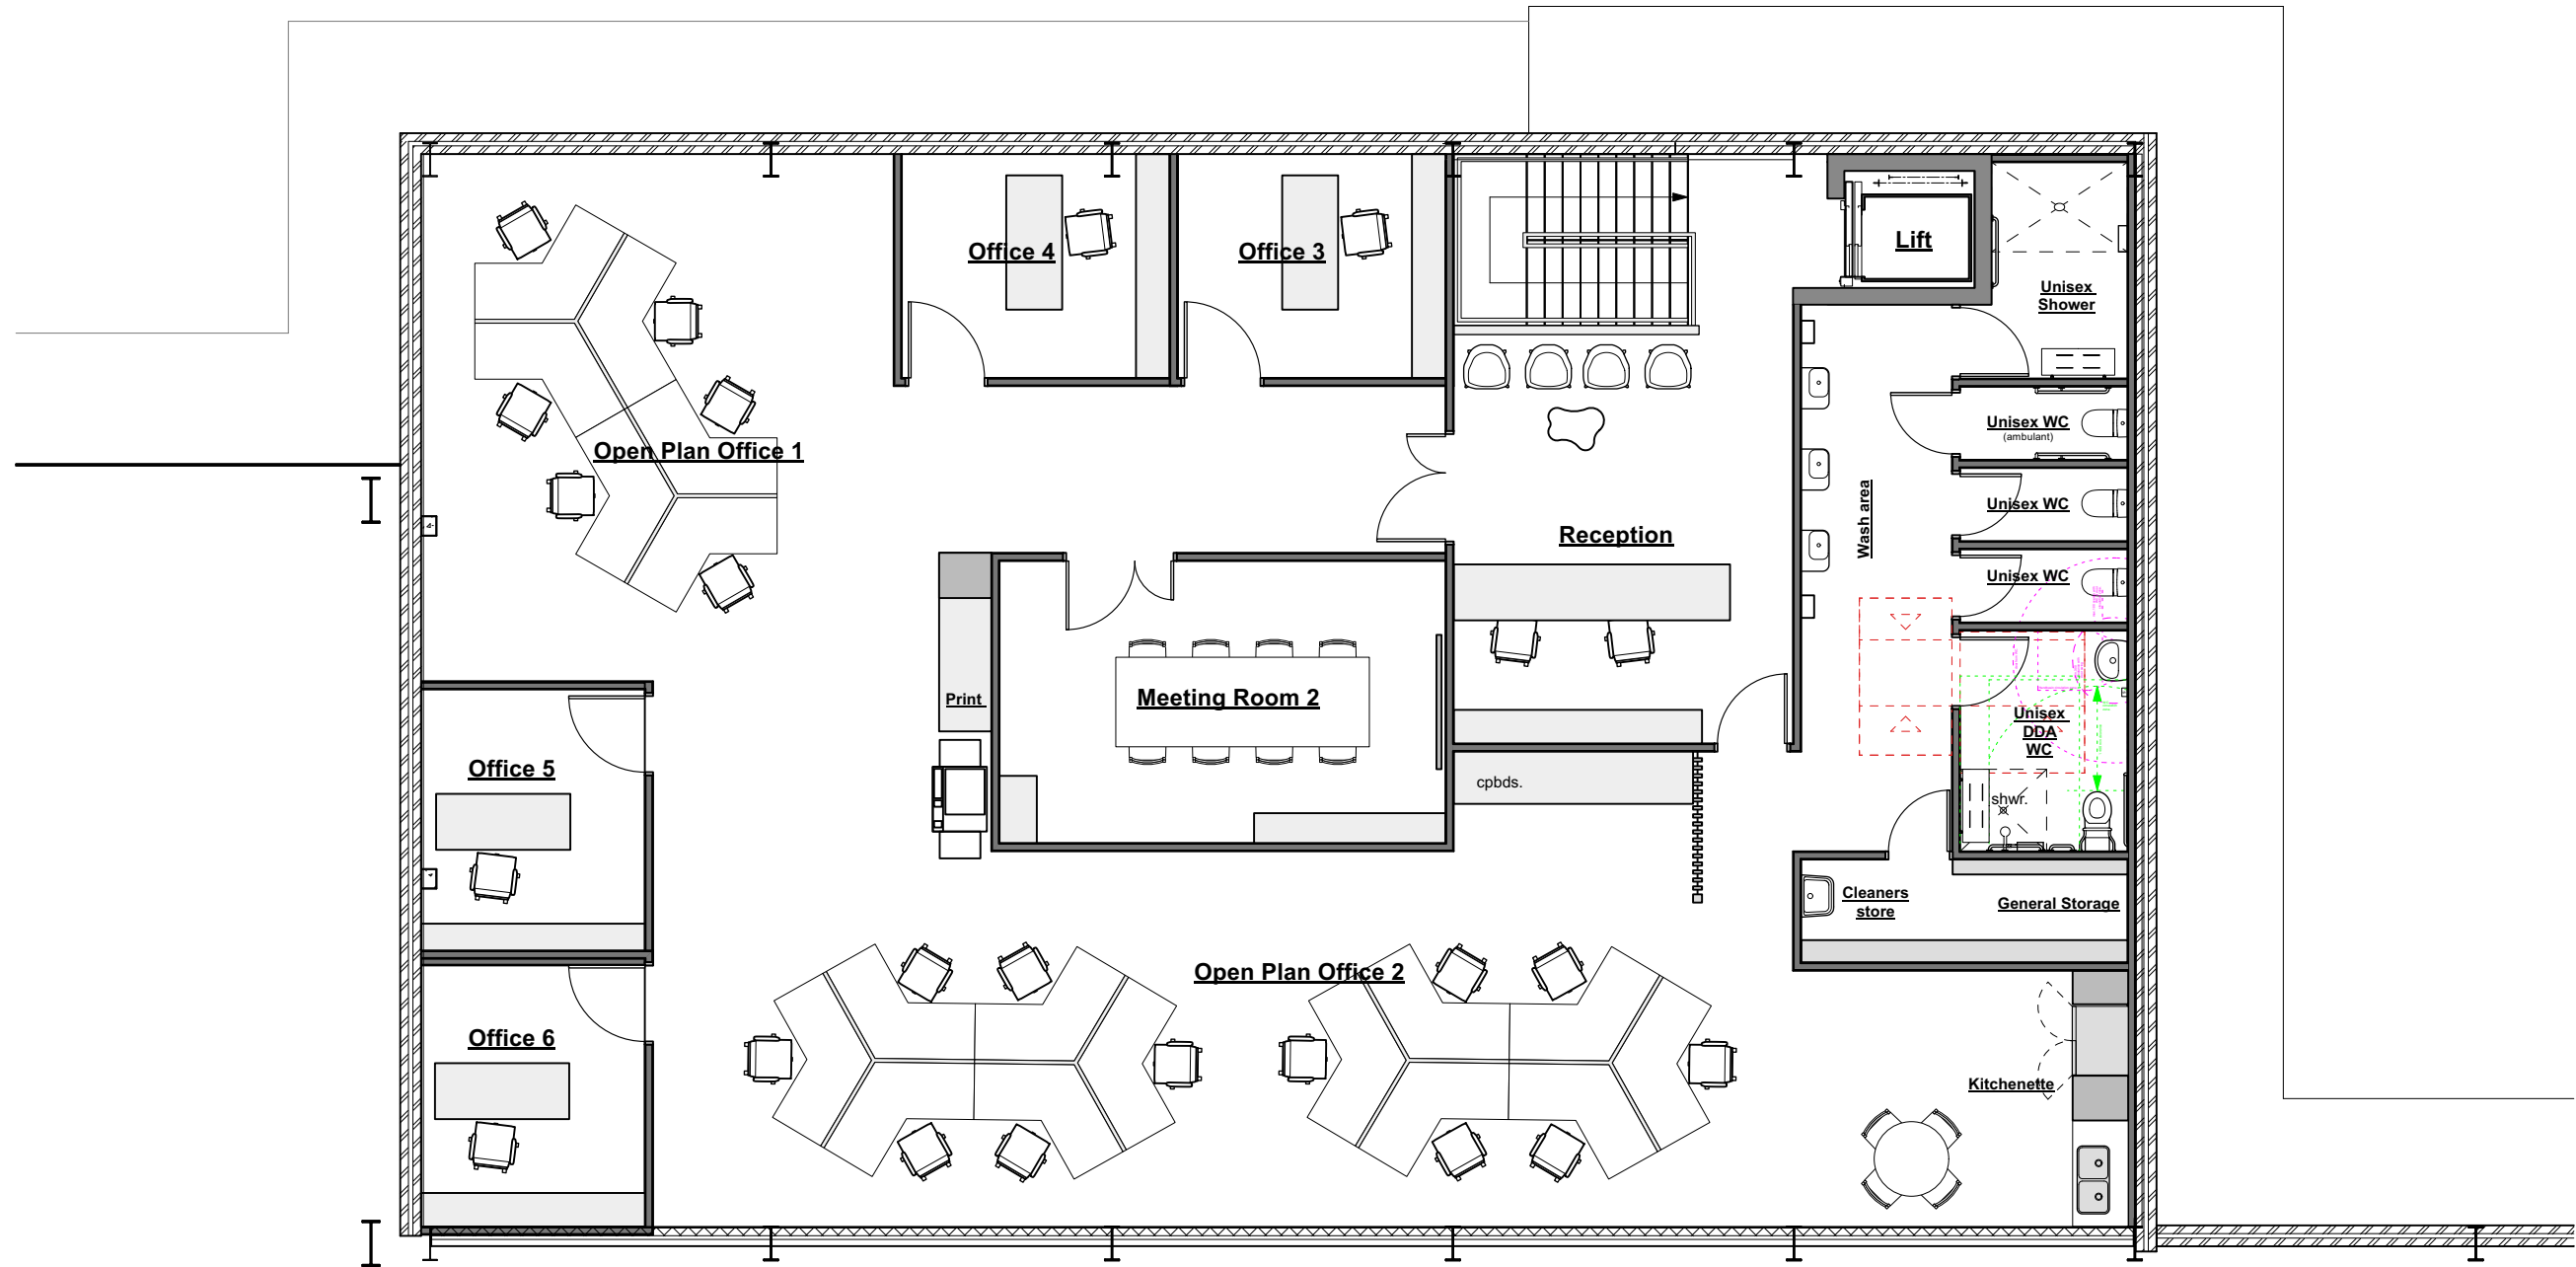 Office 4
Office 3
Lift
Unisex
Shower
Unisex WC
(ambulant)
Open Plan Office 1
Unisex WC
Wash area
Reception
Unisex WC
Print
Meeting Room 2
Unisex
DDA
WC
Office 5
cpbds.
shwr.
Cleaners
store
General Storage
Open Plan Office 2
Office 6
Kitchenette